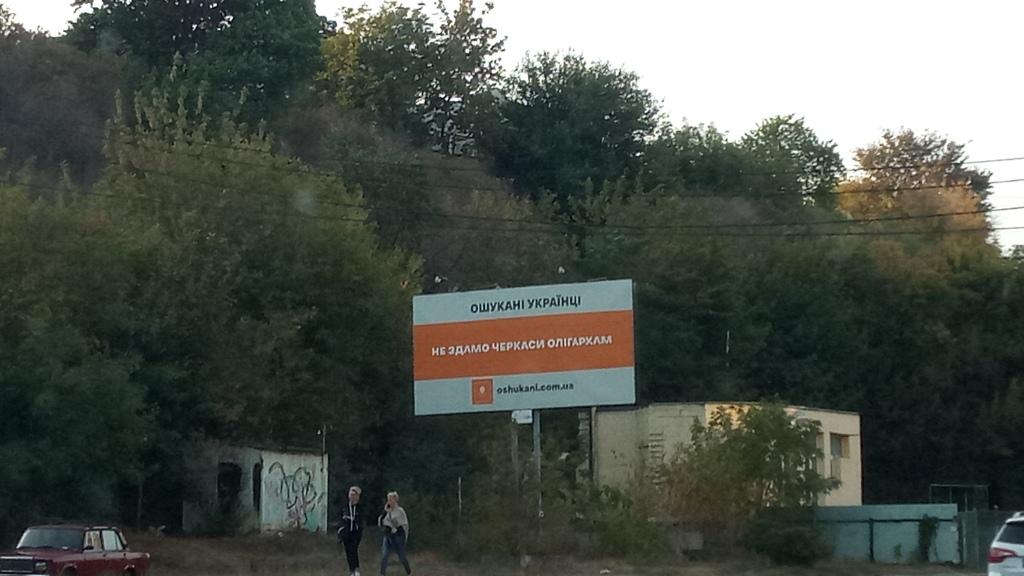 ОШУКАНІ УКРАЇНЦІ
НЕ ЗДАМО ЧЕРКАСИ ОЛІГАРХАМ
oshukani.com.ua